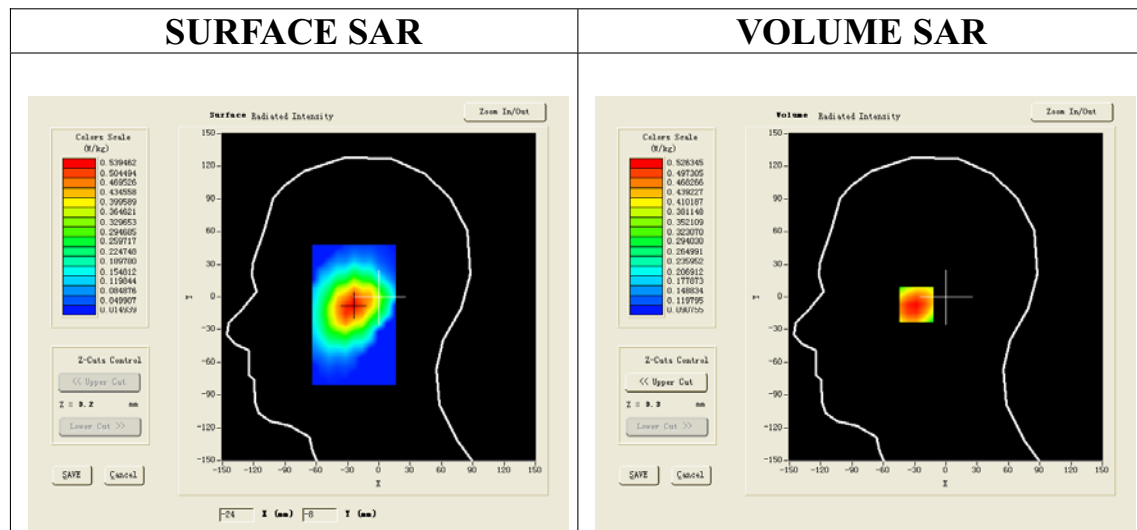 SURFACE SAR
VOLUME SAR
Surface Radiated Intensity
Zoom In/Out
Colors Scale
(W/kg)
0.539462
0.504494
0.469526
0.434558
0.399589
0.364621
0.329653
0.294685
0.259717
0.224748
0.189780
0.154812
0.119844
0.084876
0.049907
0.014939
150
120
90
60
30
0
-30
-60
-90
-120
-150
Y
-150 -120 -90 -60 -30 0 30 60 90 120 150
X
Z-Cuts Control
<< Upper Cut
Z = 3.2 mm
Lower Cut >>
SAVE
Cancel
-24 X (mm) -8 Y (mm)
Volume Radiated Intensity
Zoom In/Out
Colors Scale
(W/kg)
0.526345
0.497305
0.468266
0.439227
0.410187
0.381148
0.352109
0.323070
0.294030
0.264991
0.235952
0.206912
0.177873
0.148834
0.119795
0.090755
150
120
90
60
30
0
-30
-60
-90
-120
-150
Y
-150 -120 -90 -60 -30 0 30 60 90 120 150
X
Z-Cuts Control
<< Upper Cut
Z = 3.3 mm
Lower Cut >>
SAVE
Cancel